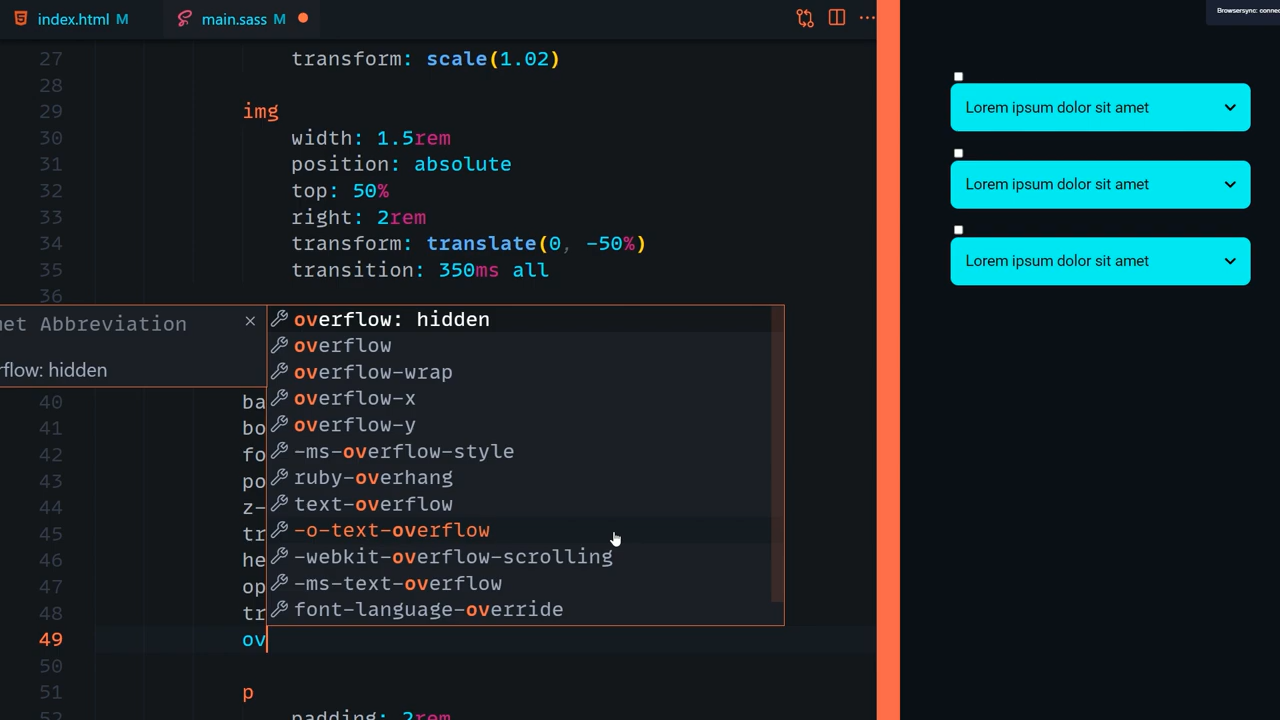 index.html M
main.sass M
Browsersync: connec
27 transform: scale(1.02)
28
29 img
30 width: 1.5rem
31 position: absolute
32 top: 50%
33 right: 2rem
34 transform: translate(0, -50%)
35 transition: 350ms all
36
et Abbreviation
rflow: hidden
overflow: hidden
overflow
overflow-wrap
overflow-x
overflow-y
-ms-overflow-style
ruby-overhang
text-overflow
-o-text-overflow
-webkit-overflow-scrolling
-ms-text-overflow
font-language-override
40 ba
41 bo
42 fo
43 po
44 z-
45 tr
46 he
47 op
48 tr
49 ov
50
51 p
52 padding: 2rem
Lorem ipsum dolor sit amet
Lorem ipsum dolor sit amet
Lorem ipsum dolor sit amet